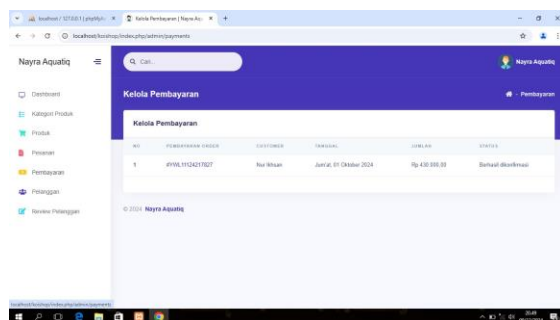 localhost / 127.0.0.1 | phpMyA
Kelola Pembayaran | Nayra Aq
localhost/koishop/index.php/admin/payments
Nayra Aquatiq
Cari...
Nayra Aquatiq
Dashboard
Kategori Produk
Produk
Pesanan
Pembayaran
Pelanggan
Review Pelanggan
Kelola Pembayaran
Pembayaran
Kelola Pembayaran
NO PEMBAYARAN ORDER CUSTOMER TANGGAL JUMLAH STATUS
1 Nur Ikhsan Jum'at, 01 Oktober 2024 Rp 430.000,00 Berhasil dikonfirmasi
© 2024 Nayra Aquatiq
localhost/koishop/index.php/admin/payments
20.49